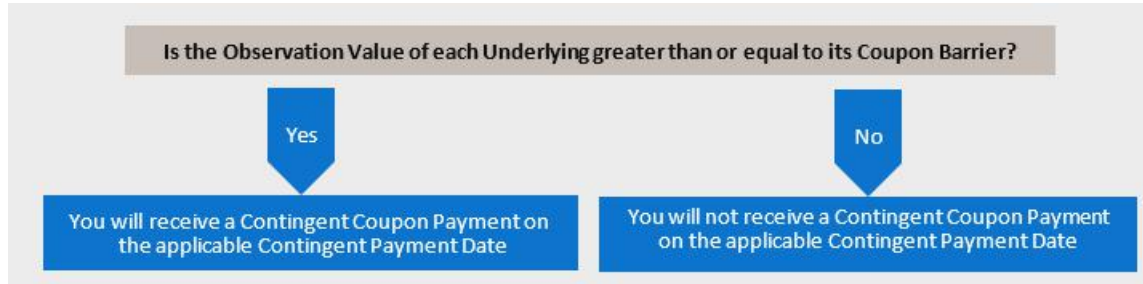 Is the Observation Value of each Underlying greater than or equal to its Coupon Barrier?
Yes
No
You will receive a Contingent Coupon Payment on
the applicable Contingent Payment Date
You will not receive a Contingent Coupon Payment
on the applicable Contingent Payment Date